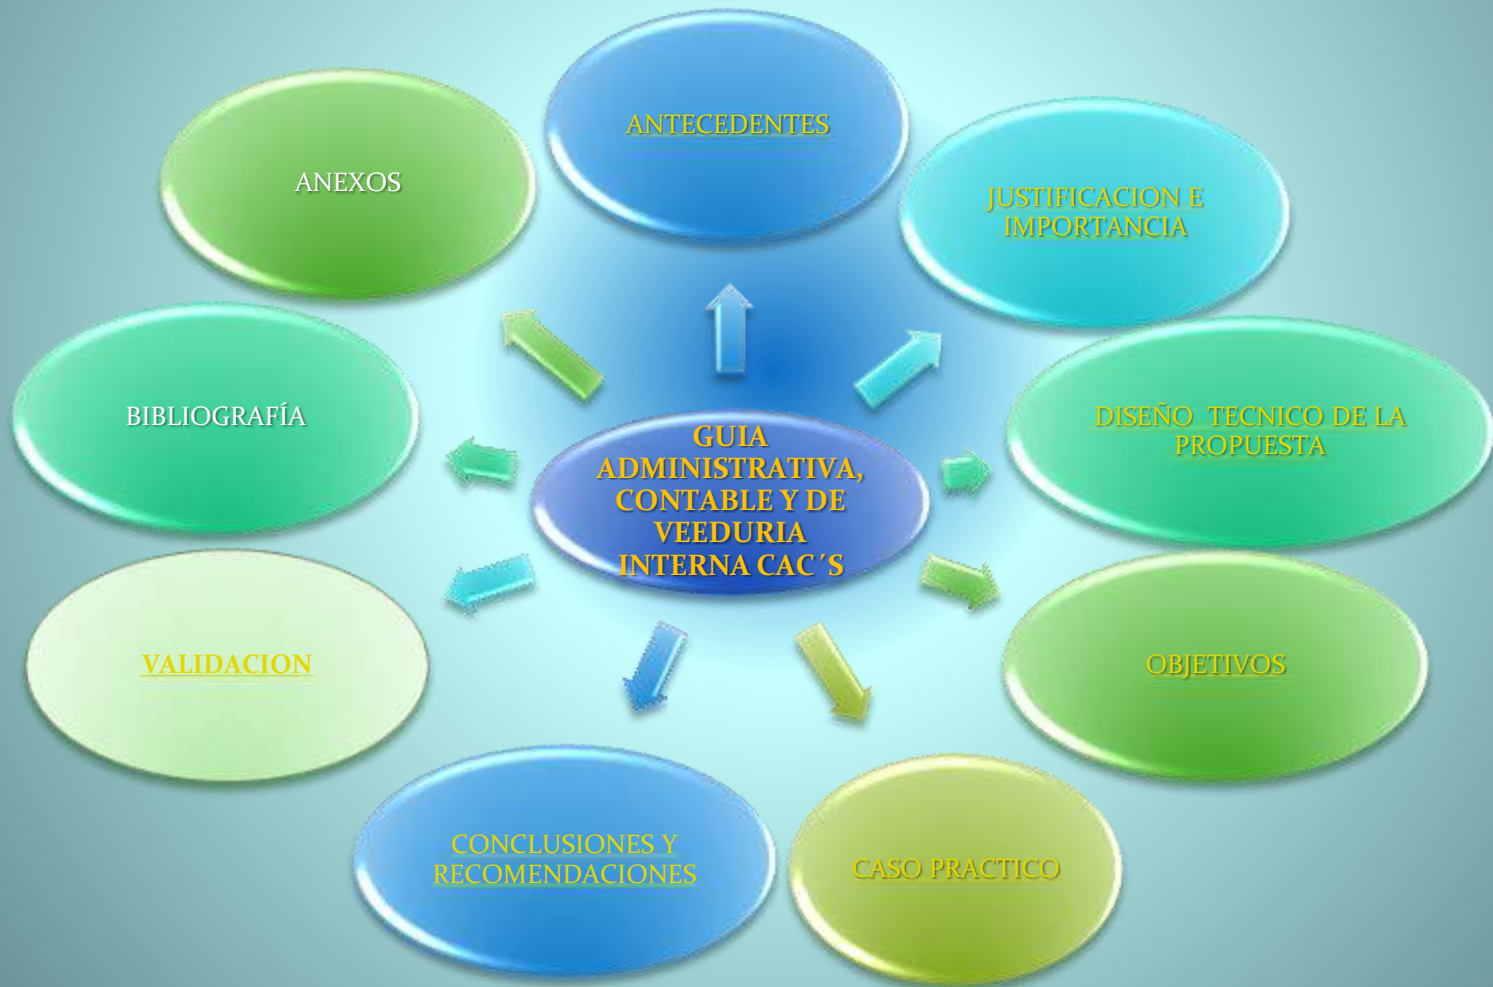 ANTECEDENTES
JUSTIFICACION E
IMPORTANCIA
DISEÑO TECNICO DE LA
PROPUESTA
OBJETIVOS
CASO PRACTICO
CONCLUSIONES Y
RECOMENDACIONES
VALIDACION
BIBLIOGRAFÍA
ANEXOS
GUIA
ADMINISTRATIVA,
CONTABLE Y DE
VEEDURIA
INTERNA CAC´S